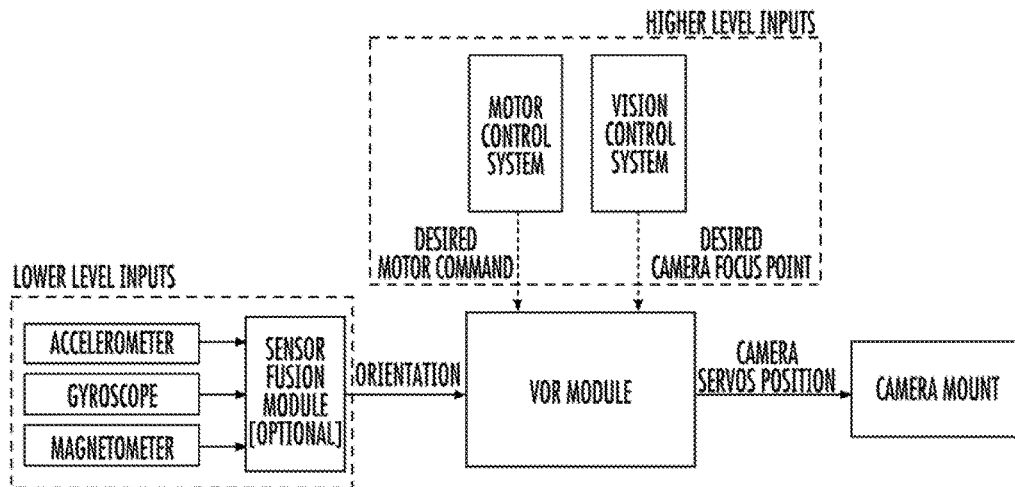 HIGHER LEVEL INPUTS
MOTOR
CONTROL
SYSTEM
VISION
CONTROL
SYSTEM
DESIRED
MOTOR COMMAND
DESIRED
CAMERA FOCUS POINT
LOWER LEVEL INPUTS
ACCELEROMETER
GYROSCOPE
MAGNETOMETER
SENSOR
FUSION
MODULE
[OPTIONAL]
ORIENTATION
VOR MODULE
CAMERA
SERVOS POSITION
CAMERA MOUNT